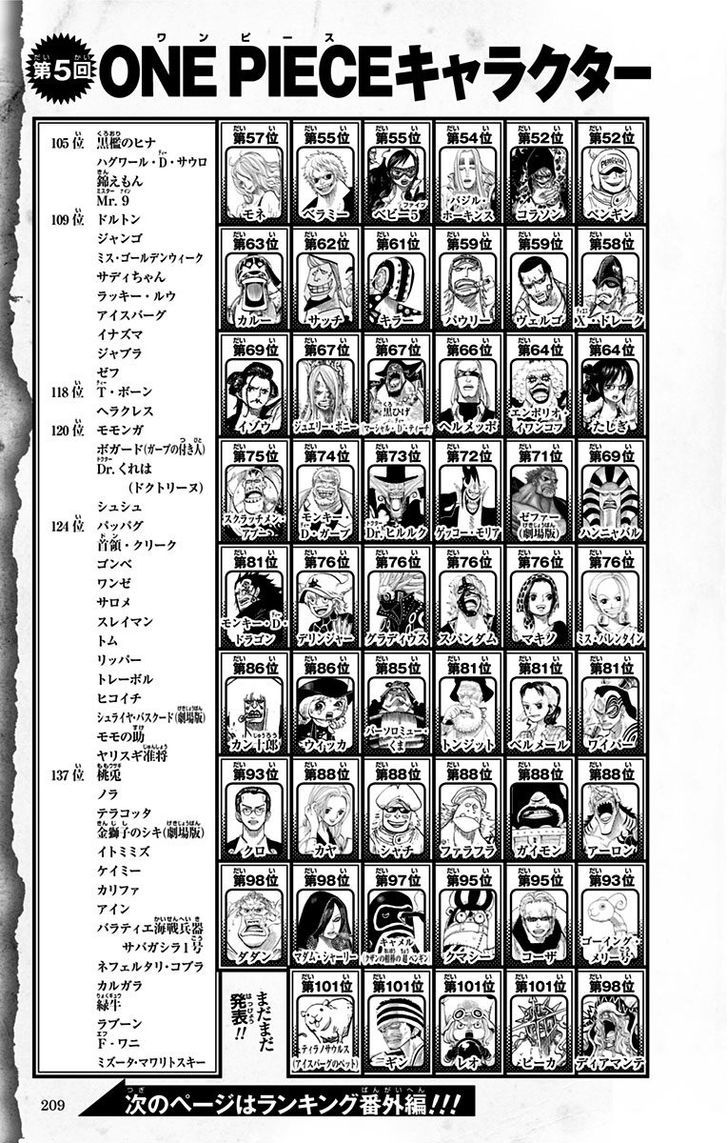 第5回
ONE PIECEキャラクター
ワンピース
第52位
ペンギン
第52位
コラソン
第54位
バジル・
ホーキンス
第55位
ベビー5
第55位
ベラミー
第57位
モネ
第58位
X・ドレーク
第59位
ヴェルゴ
第59位
パウリー
第61位
キラー
第62位
サッチ
第63位
カルー
第64位
たしぎ
第64位
エンポリオ・
イワンコフ
第66位
ヘルメッポ
第67位
黒ひげ
マーシャル・D・ティーチ
第67位
ジュエリー・ボニー
第69位
イゾウ
第69位
ハンニャバル
第71位
ゼファー
(劇場版)
第72位
ゲッコー・モリア
第73位
Dr.ヒルルク
第74位
モンキー・
D・ガープ
第75位
スクラッチメン・
アプー
第76位
ミス・バレンタイン
第76位
マキノ
第76位
スパンダム
第76位
グラディウス
第76位
デリンジャー
第81位
モンキー・D・
ドラゴン
第81位
ワイパー
第81位
ベルメール
第81位
トンジット
第85位
バーソロミュー・
くま
第86位
ウィッカ
第86位
カン十郎
第88位
アーロン
第88位
ガイモン
第88位
ファラフラ
第88位
シャチ
第88位
カヤ
第93位
クロ
第93位
ゴーイング・
メリー号
第95位
コーザ
第95位
クマシー
第97位
キャメル
(クザンの相棒の超ペンギン)
第98位
マダム・シャーリー
第98位
ダダン
第98位
ディアマンテ
第101位
ピーカ
第101位
レオ
第101位
ギン
第101位
ティラノサウルス
(アイスバーグのペット)
まだまだ
発表!!
105位 黒檻のヒナ
ハグワール・D・サウロ
錦えもん
Mr.9
109位 ドルトン
ジャンゴ
ミス・ゴールデンウィーク
サディちゃん
ラッキー・ルウ
アイスバーグ
イナズマ
ジャブラ
ゼフ
118位 T・ボーン
ヘラクレス
120位 モモンガ
ボガード(ガープの付き人)
Dr.くれは
(ドクトリーヌ)
シュシュ
124位 パッパグ
首領・クリーク
ゴンベ
ワンゼ
サロメ
スレイマン
トム
リッパー
トレーボル
ヒコイチ
シュライヤ・バスクード(劇場版)
モモの助
ヤリスギ准将
137位 桃兎
ノラ
テラコッタ
金獅子のシキ(劇場版)
イトミミズ
ケイミー
カリファ
アイン
バラティエ海戦兵器
サバガシラ1号
ネフェルタリ・コブラ
カルガラ
緑牛
ラブーン
F・ワニ
ミズータ・マワリトスキー
209
次のページはランキング番外編!!!